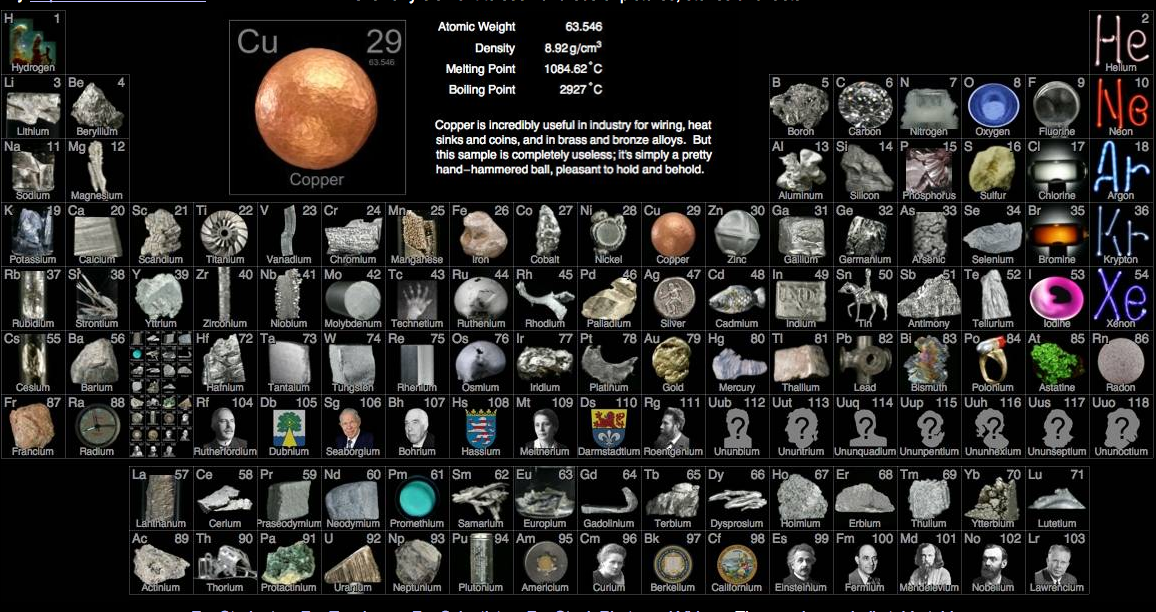 H 1
Hydrogen
Cu 29
63.546
Copper
Atomic Weight 63.546
Density 8.92 g/cm³
Melting Point 1084.62 °C
Boiling Point 2927 °C
Copper is incredibly useful in industry for wiring, heat
sinks and coins, and in brass and bronze alloys. But
this sample is completely useless; it's simply a pretty
hand-hammered ball, pleasant to hold and behold.
He 2
Helium
Li 3 Be 4 B 5 C 6 N 7 O 8 F 9 Ne 10
Lithium Beryllium Boron Carbon Nitrogen Oxygen Fluorine Neon
Na 11 Mg 12 Al 13 Si 14 P 15 S 16 Cl 17 Ar 18
Sodium Magnesium Aluminum Silicon Phosphorus Sulfur Chlorine Argon
K 19 Ca 20 Sc 21 Ti 22 V 23 Cr 24 Mn 25 Fe 26 Co 27 Ni 28 Cu 29 Zn 30 Ga 31 Ge 32 As 33 Se 34 Br 35 Kr 36
Potassium Calcium Scandium Titanium Vanadium Chromium Manganese Iron Cobalt Nickel Copper Zinc Gallium Germanium Arsenic Selenium Bromine Krypton
Rb 37 Sr 38 Y 39 Zr 40 Nb 41 Mo 42 Tc 43 Ru 44 Rh 45 Pd 46 Ag 47 Cd 48 In 49 Sn 50 Sb 51 Te 52 I 53 Xe 54
Rubidium Strontium Yttrium Zirconium Niobium Molybdenum Technetium Ruthenium Rhodium Palladium Silver Cadmium Indium Tin Antimony Tellurium Iodine Xenon
Cs 55 Ba 56 Hf 72 Ta 73 W 74 Re 75 Os 76 Ir 77 Pt 78 Au 79 Hg 80 Tl 81 Pb 82 Bi 83 Po 84 At 85 Rn 86
Cesium Barium Hafnium Tantalum Tungsten Rhenium Osmium Iridium Platinum Gold Mercury Thallium Lead Bismuth Polonium Astatine Radon
Fr 87 Ra 88 Rf 104 Db 105 Sg 106 Bh 107 Hs 108 Mt 109 Ds 110 Rg 111 Uub 112 Uut 113 Uuq 114 Uup 115 Uuh 116 Uus 117 Uuo 118
Francium Radium Rutherfordium Dubnium Seaborgium Bohrium Hassium Meitnerium Darmstadtium Roentgenium Ununbium Ununtrium Ununquadium Ununpentium Ununhexium Ununseptium Ununoctium
La 57 Ce 58 Pr 59 Nd 60 Pm 61 Sm 62 Eu 63 Gd 64 Tb 65 Dy 66 Ho 67 Er 68 Tm 69 Yb 70 Lu 71
Lanthanum Cerium Praseodymium Neodymium Promethium Samarium Europium Gadolinium Terbium Dysprosium Holmium Erbium Thulium Ytterbium Lutetium
Ac 89 Th 90 Pa 91 U 92 Np 93 Pu 94 Am 95 Cm 96 Bk 97 Cf 98 Es 99 Fm 100 Md 101 No 102 Lr 103
Actinium Thorium Protactinium Uranium Neptunium Plutonium Americium Curium Berkelium Californium Einsteinium Fermium Mendelevium Nobelium Lawrencium